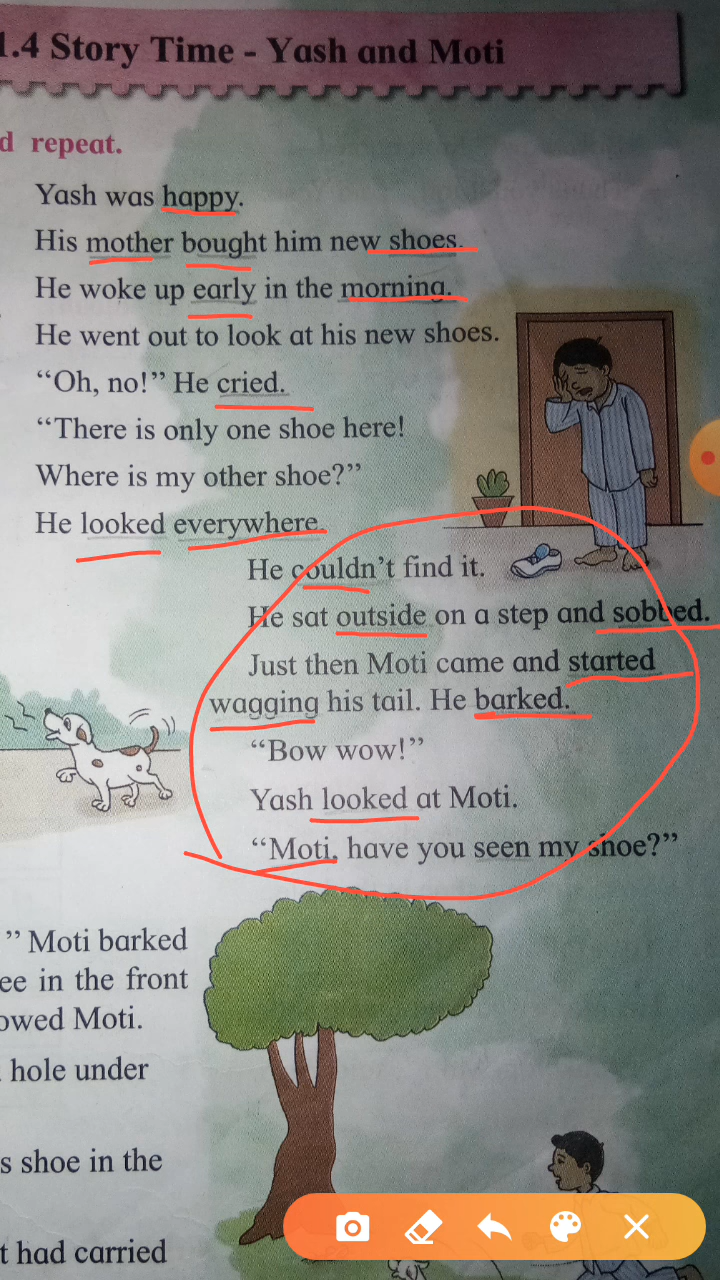 1.4 Story Time - Yash and Moti
d repeat.
Yash was happy.
His mother bought him new shoes.
He woke up early in the morning.
He went out to look at his new shoes.
“Oh, no!” He cried.
“There is only one shoe here!
Where is my other shoe?”
He looked everywhere.
He couldn’t find it.
He sat outside on a step and sobbed.
Just then Moti came and started
wagging his tail. He barked.
“Bow wow!”
Yash looked at Moti.
“Moti, have you seen my shoe?”
” Moti barked
ee in the front
owed Moti.
hole under
s shoe in the
t had carried